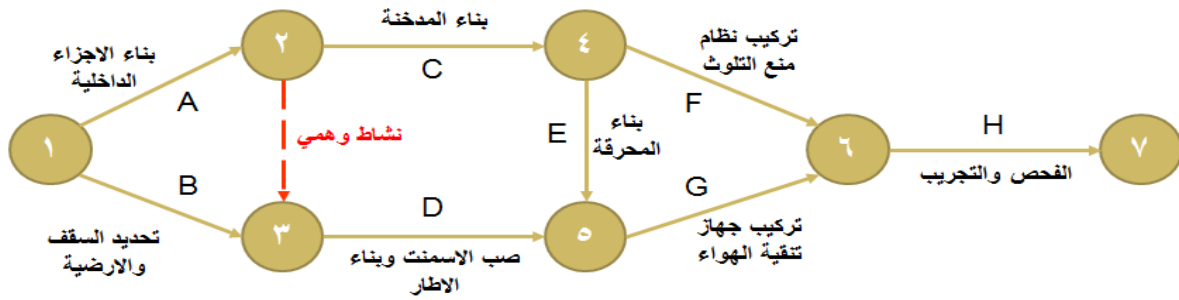 بناء الاجزاء
الداخلية
A
١
B
تحديد السقف
والارضية
٢
نشاط وهمي
٣
بناء المدخنة
C
D
صب الاسمنت وبناء
الاطار
٤
E
بناء
المحرقة
٥
تركيب نظام
منع التلوث
F
G
تركيب جهاز
تنقية الهواء
٦
H
الفحص والتجريب
٧